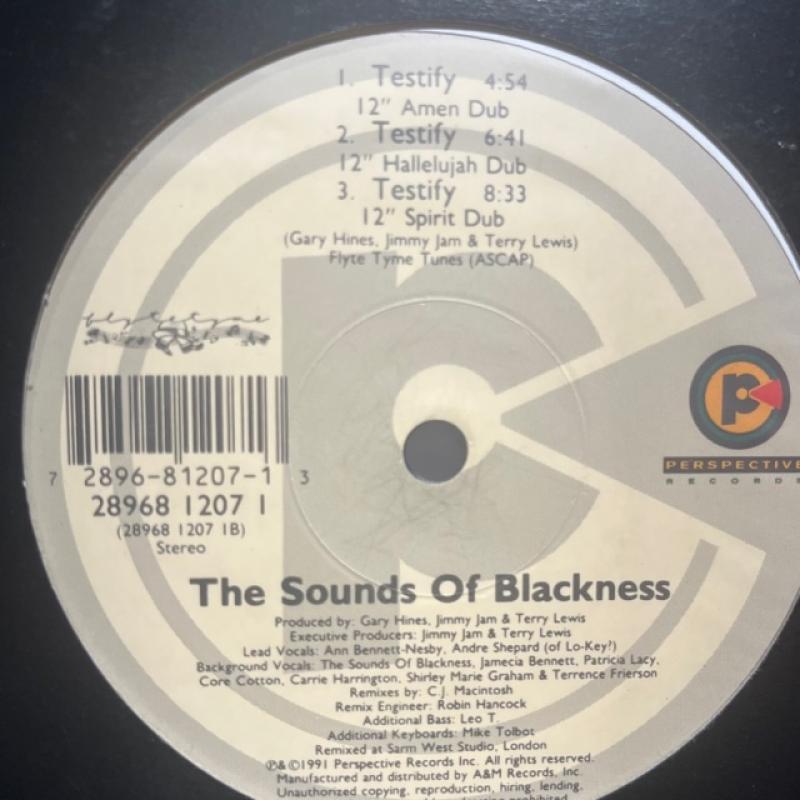 1. Testify 4:54
12" Amen Dub
2. Testify 6:41
12" Hallelujah Dub
3. Testify 8:33
12" Spirit Dub
(Gary Hines, Jimmy Jam & Terry Lewis)
Flyte Tyme Tunes (ASCAP)
flytetyme
p
PERSPECTIVE
RECORDS
7 2896-81207-1 3
28968 1207 1
(28968 1207 1B)
Stereo
The Sounds Of Blackness
Produced by: Gary Hines, Jimmy Jam & Terry Lewis
Executive Producers: Jimmy Jam & Terry Lewis
Lead Vocals: Ann Bennett-Nesby, Andre Shepard (of Lo-Key?)
Background Vocals: The Sounds Of Blackness, Jamecia Bennett, Patricia Lacy,
Core Cotton, Carrie Harrington, Shirley Marie Graham & Terrence Frierson
Remixes by: C.J. Macintosh
Remix Engineer: Robin Hancock
Additional Bass: Leo T.
Additional Keyboards: Mike Tolbot
Remixed at Sarm West Studio, London
℗&©1991 Perspective Records Inc. All rights reserved.
Manufactured and distributed by A&M Records, Inc.
Unauthorized copying, reproduction, hiring, lending,
prohibited